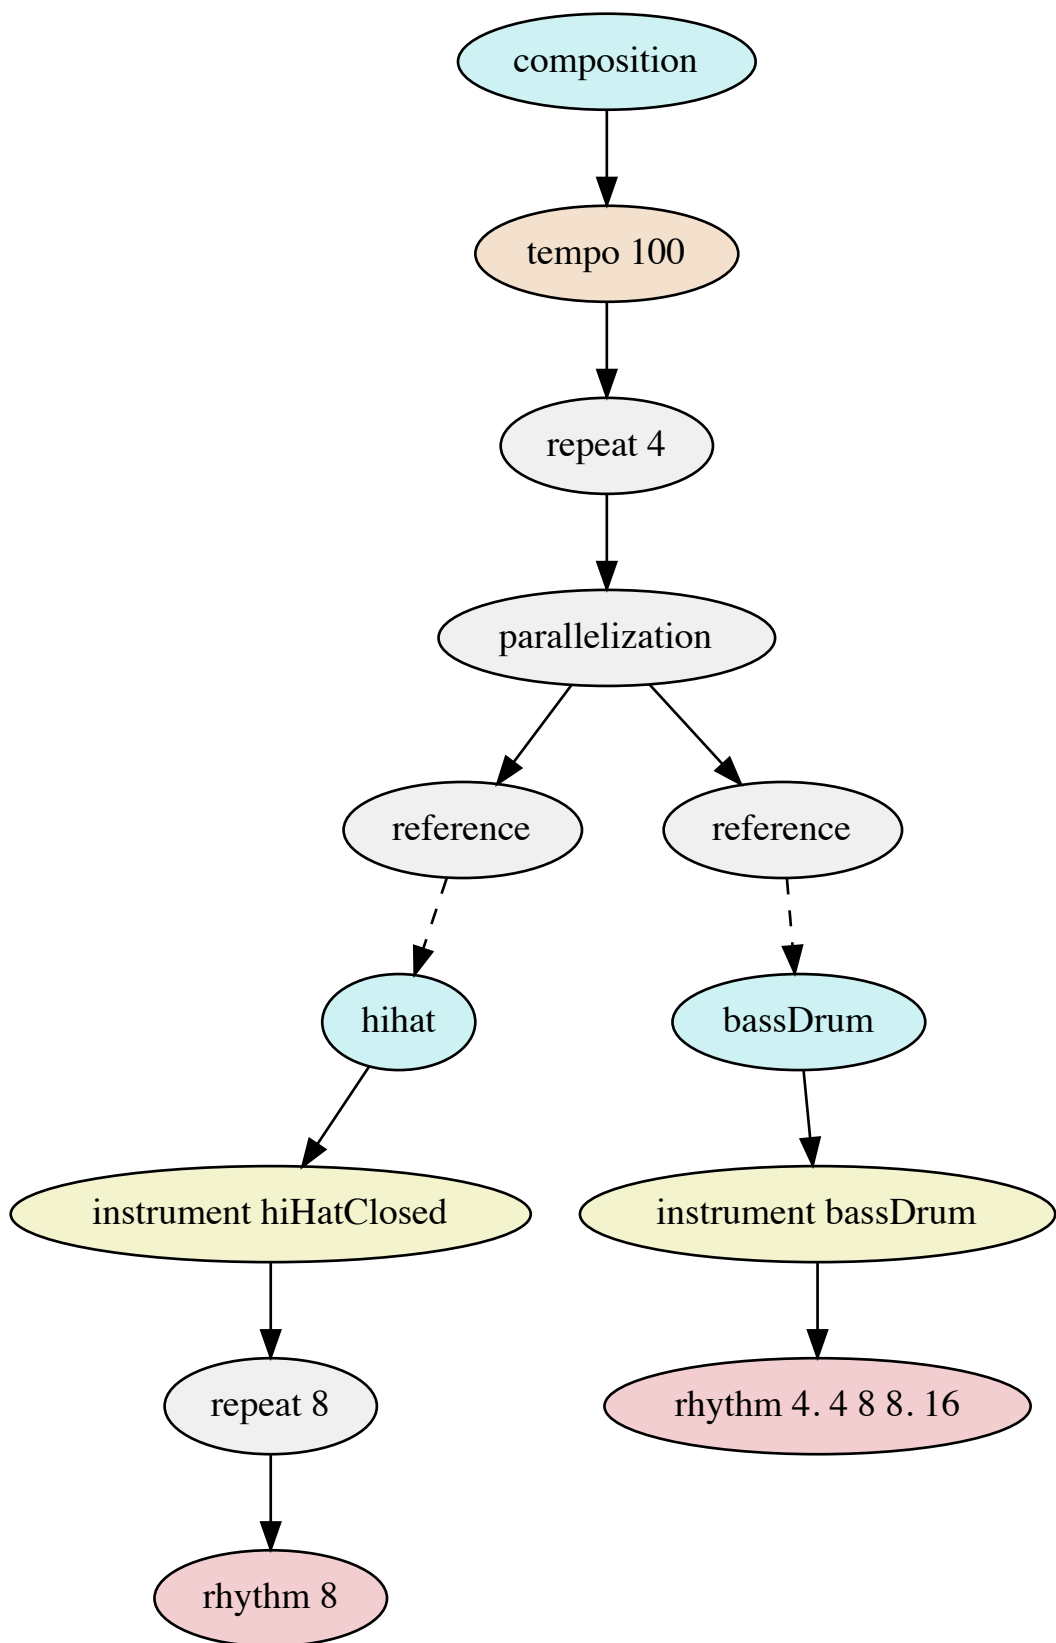 composition
tempo 100
repeat 4
parallelization
reference
reference
hihat
bassDrum
instrument hiHatClosed
instrument bassDrum
repeat 8
rhythm 4. 4 8 8. 16
rhythm 8